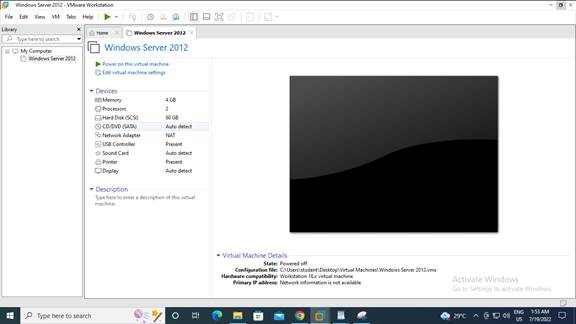 Windows Server 2012 - VMware Workstation
File Edit View VM Tabs Help
Library
Type here to search
My Computer
Windows Server 2012
Home
Windows Server 2012
Windows Server 2012
Power on this virtual machine
Edit virtual machine settings
Devices
Memory 4 GB
Processors 2
Hard Disk (SCSI) 60 GB
CD/DVD (SATA) Auto detect
Network Adapter NAT
USB Controller Present
Sound Card Auto detect
Printer Present
Display Auto detect
Description
Type here to enter a description of this virtual
machine.
Virtual Machine Details
State: Powered off
Configuration file: C:\Users\student\Desktop\Virtual Machines\Windows Server 2012.vmx
Hardware compatibility: Workstation 16.x virtual machine
Primary IP address: Network information is not available
Activate Windows
Go to Settings to activate Windows.
Type here to search
29°C
ENG
US
1:53 AM
7/19/2022